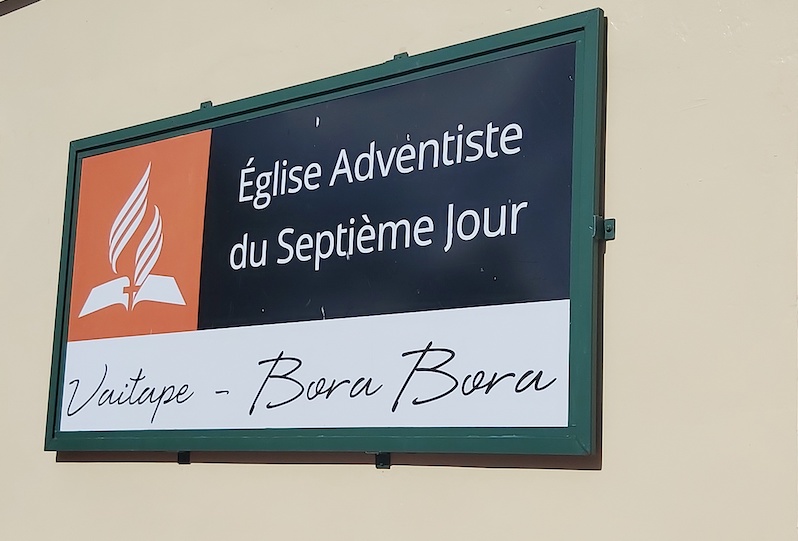 Église Adventiste
du Septième Jour
Vaitape - Bora Bora